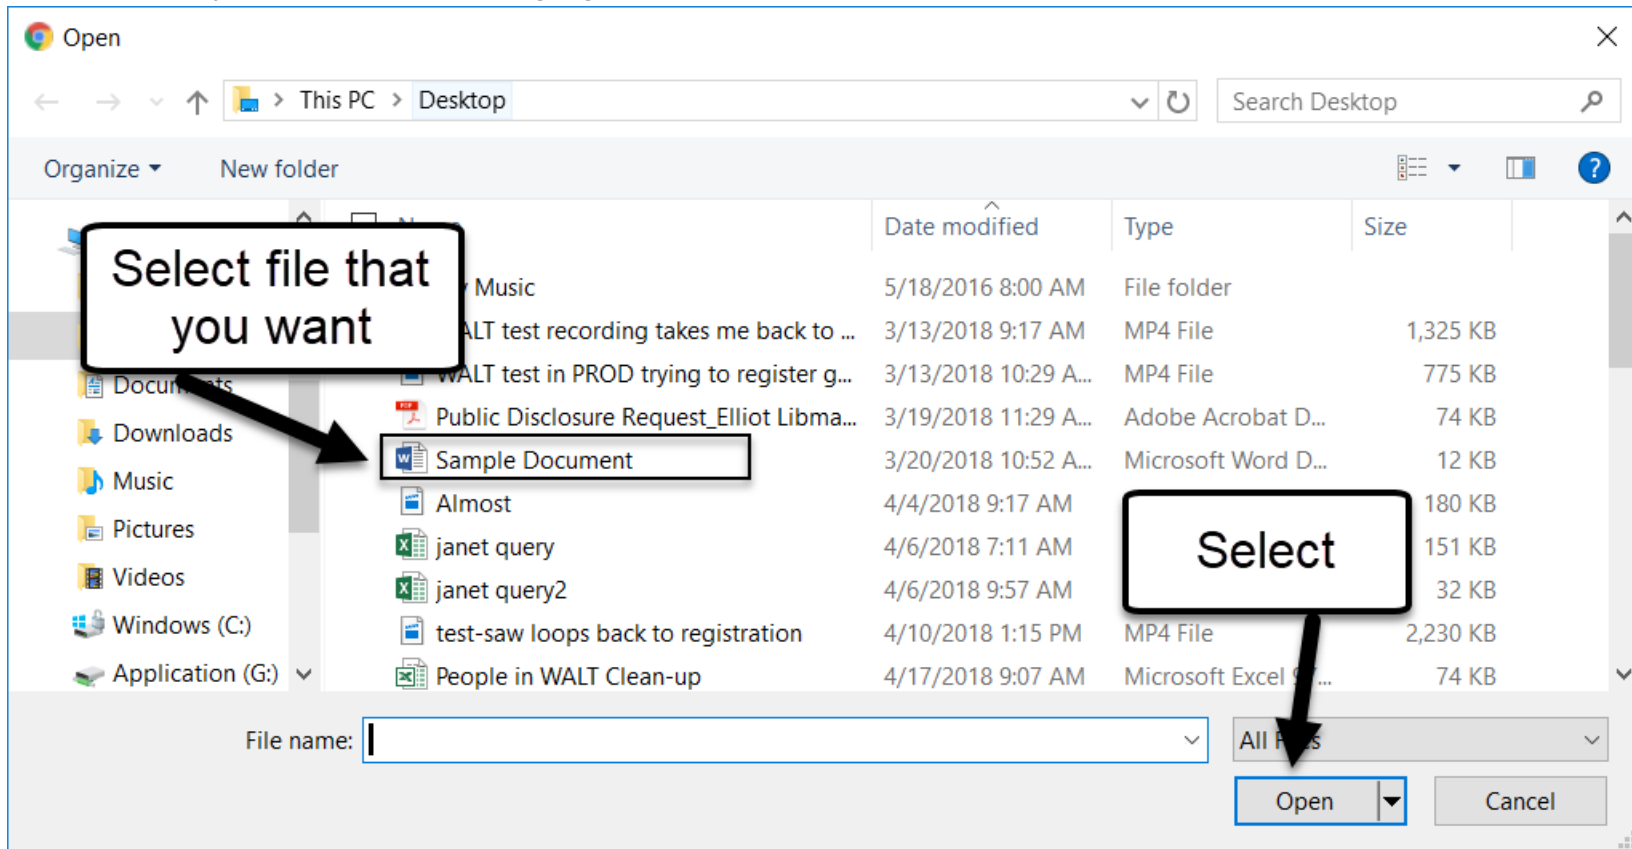 Open
This PC > Desktop
Search Desktop
Organize
New folder
Date modified
Type
Size
Select file that
you want
Music
5/18/2016 8:00 AM
File folder
ALT test recording takes me back to ...
3/13/2018 9:17 AM
MP4 File
1,325 KB
WALT test in PROD trying to register g...
3/13/2018 10:29 A...
MP4 File
775 KB
Public Disclosure Request_Elliot Libma...
3/19/2018 11:29 A...
Adobe Acrobat D...
74 KB
Sample Document
3/20/2018 10:52 A...
Microsoft Word D...
12 KB
Almost
4/4/2018 9:17 AM
180 KB
janet query
4/6/2018 7:11 AM
151 KB
janet query2
4/6/2018 9:57 AM
32 KB
test-saw loops back to registration
4/10/2018 1:15 PM
MP4 File
2,230 KB
People in WALT Clean-up
4/17/2018 9:07 AM
Microsoft Excel
74 KB
Documents
Downloads
Music
Pictures
Videos
Windows (C:)
Application (G:)
Select
File name:
All Files
Open
Cancel